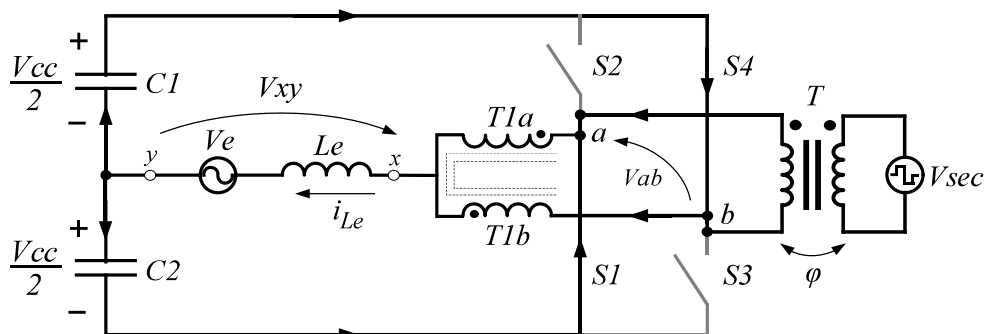 +
Vcc
2
C1
−
S2
S4
T
Vxy
T1a
a
y
Ve
Le
x
Vab
Vsec
iLe
b
T1b
+
Vcc
2
C2
−
S1
S3
φ